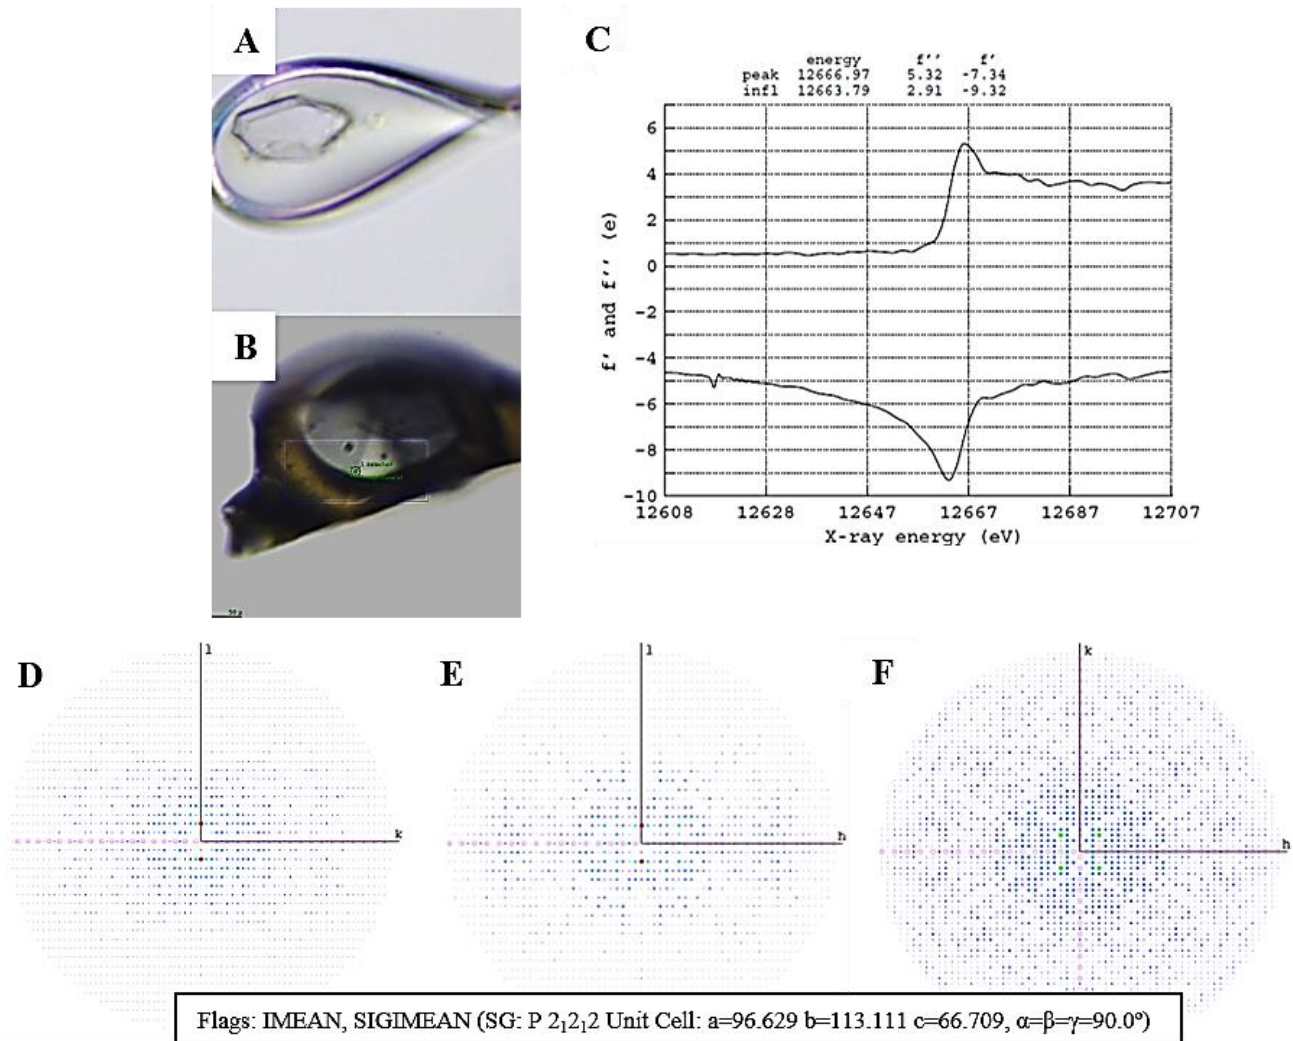 A
B
C
energy f'' f'
peak 12666.97 5.32 -7.34
infl 12663.79 2.91 -9.32
6
4
2
0
-2
-4
-6
-8
-10
f' and f'' (e)
12608 12628 12647 12667 12687 12707
X-ray energy (eV)
D
l
k
E
l
h
F
k
h
Flags: IMEAN, SIGIMEAN (SG: P 2₁2₁2 Unit Cell: a=96.629 b=113.111 c=66.709, α=β=γ=90.0°)